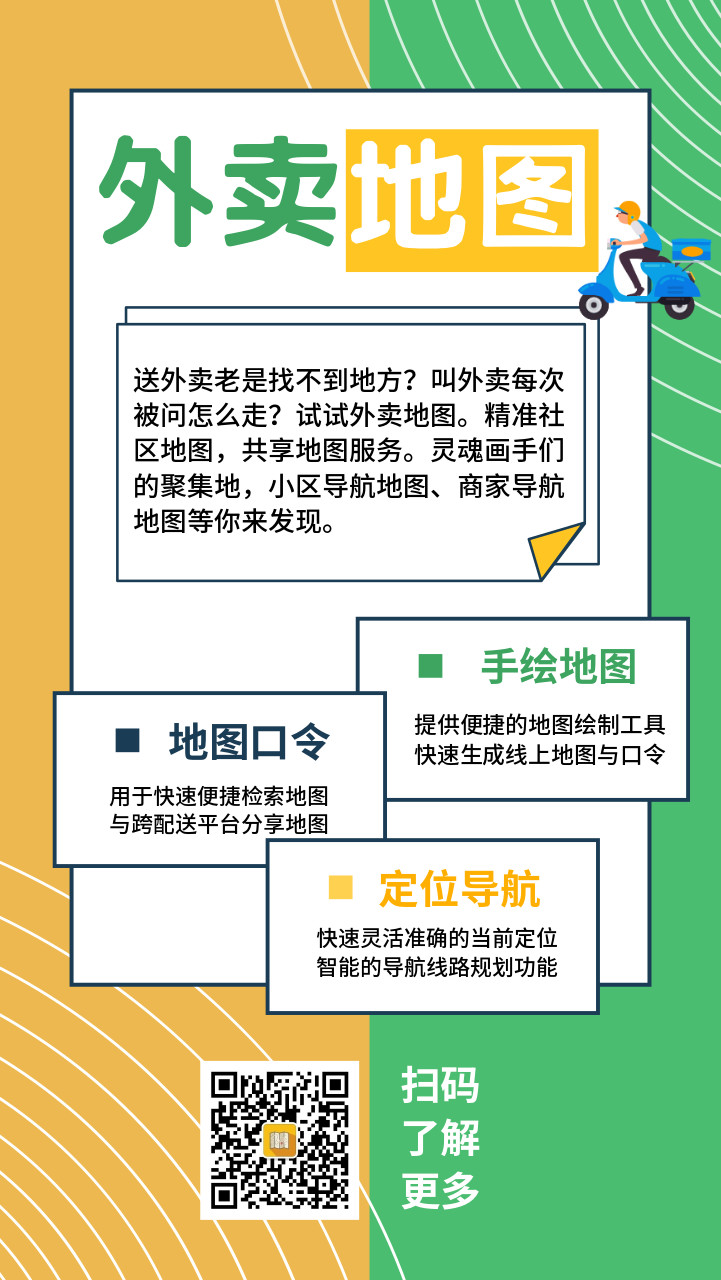 外卖地图
送外卖老是找不到地方？叫外卖每次
被问怎么走？试试外卖地图。精准社
区地图，共享地图服务。灵魂画手们
的聚集地，小区导航地图、商家导航
地图等你来发现。
手绘地图
提供便捷的地图绘制工具
快速生成线上地图与口令
地图口令
用于快速便捷检索地图
与跨配送平台分享地图
定位导航
快速灵活准确的当前定位
智能的导航线路规划功能
扫码
了解
更多